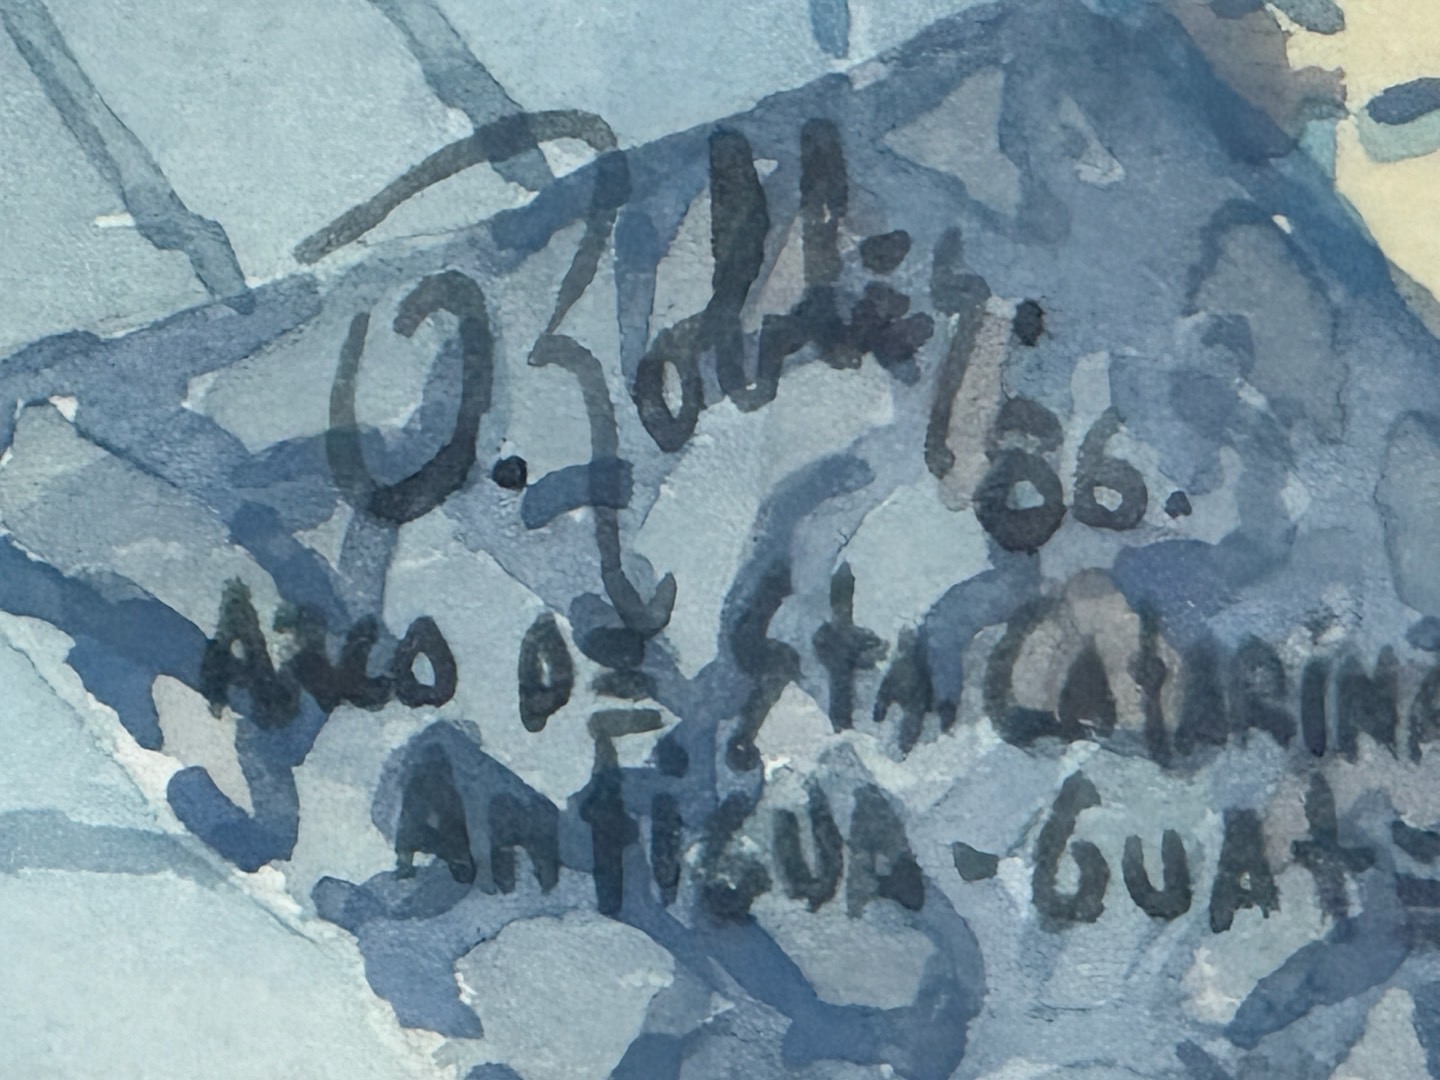 /86.
ARCO DE Sta. CATARINA
ANTIGUA - GUAT=